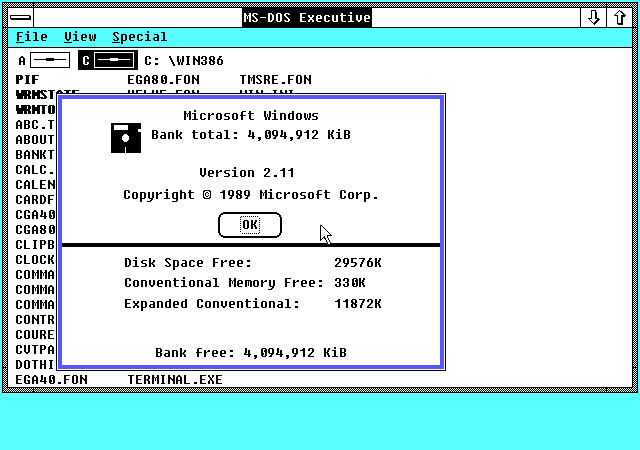 MS-DOS Executive
File View Special
A C C: \WIN386
PIF EGA80.FON TMSRE.FON
ABC.T
ABOUT
BANKT
CALC.
CALEN
CARDF
CGA40
CGA80
CLIPB
CLOCK
COMMA
COMMA
COMMA
CONTR
COURE
CVTPA
DOTHI
EGA40.FON TERMINAL.EXE
Microsoft Windows
Bank total: 4,094,912 KiB
Version 2.11
Copyright © 1989 Microsoft Corp.
OK
Disk Space Free: 29576K
Conventional Memory Free: 330K
Expanded Conventional: 11872K
Bank free: 4,094,912 KiB